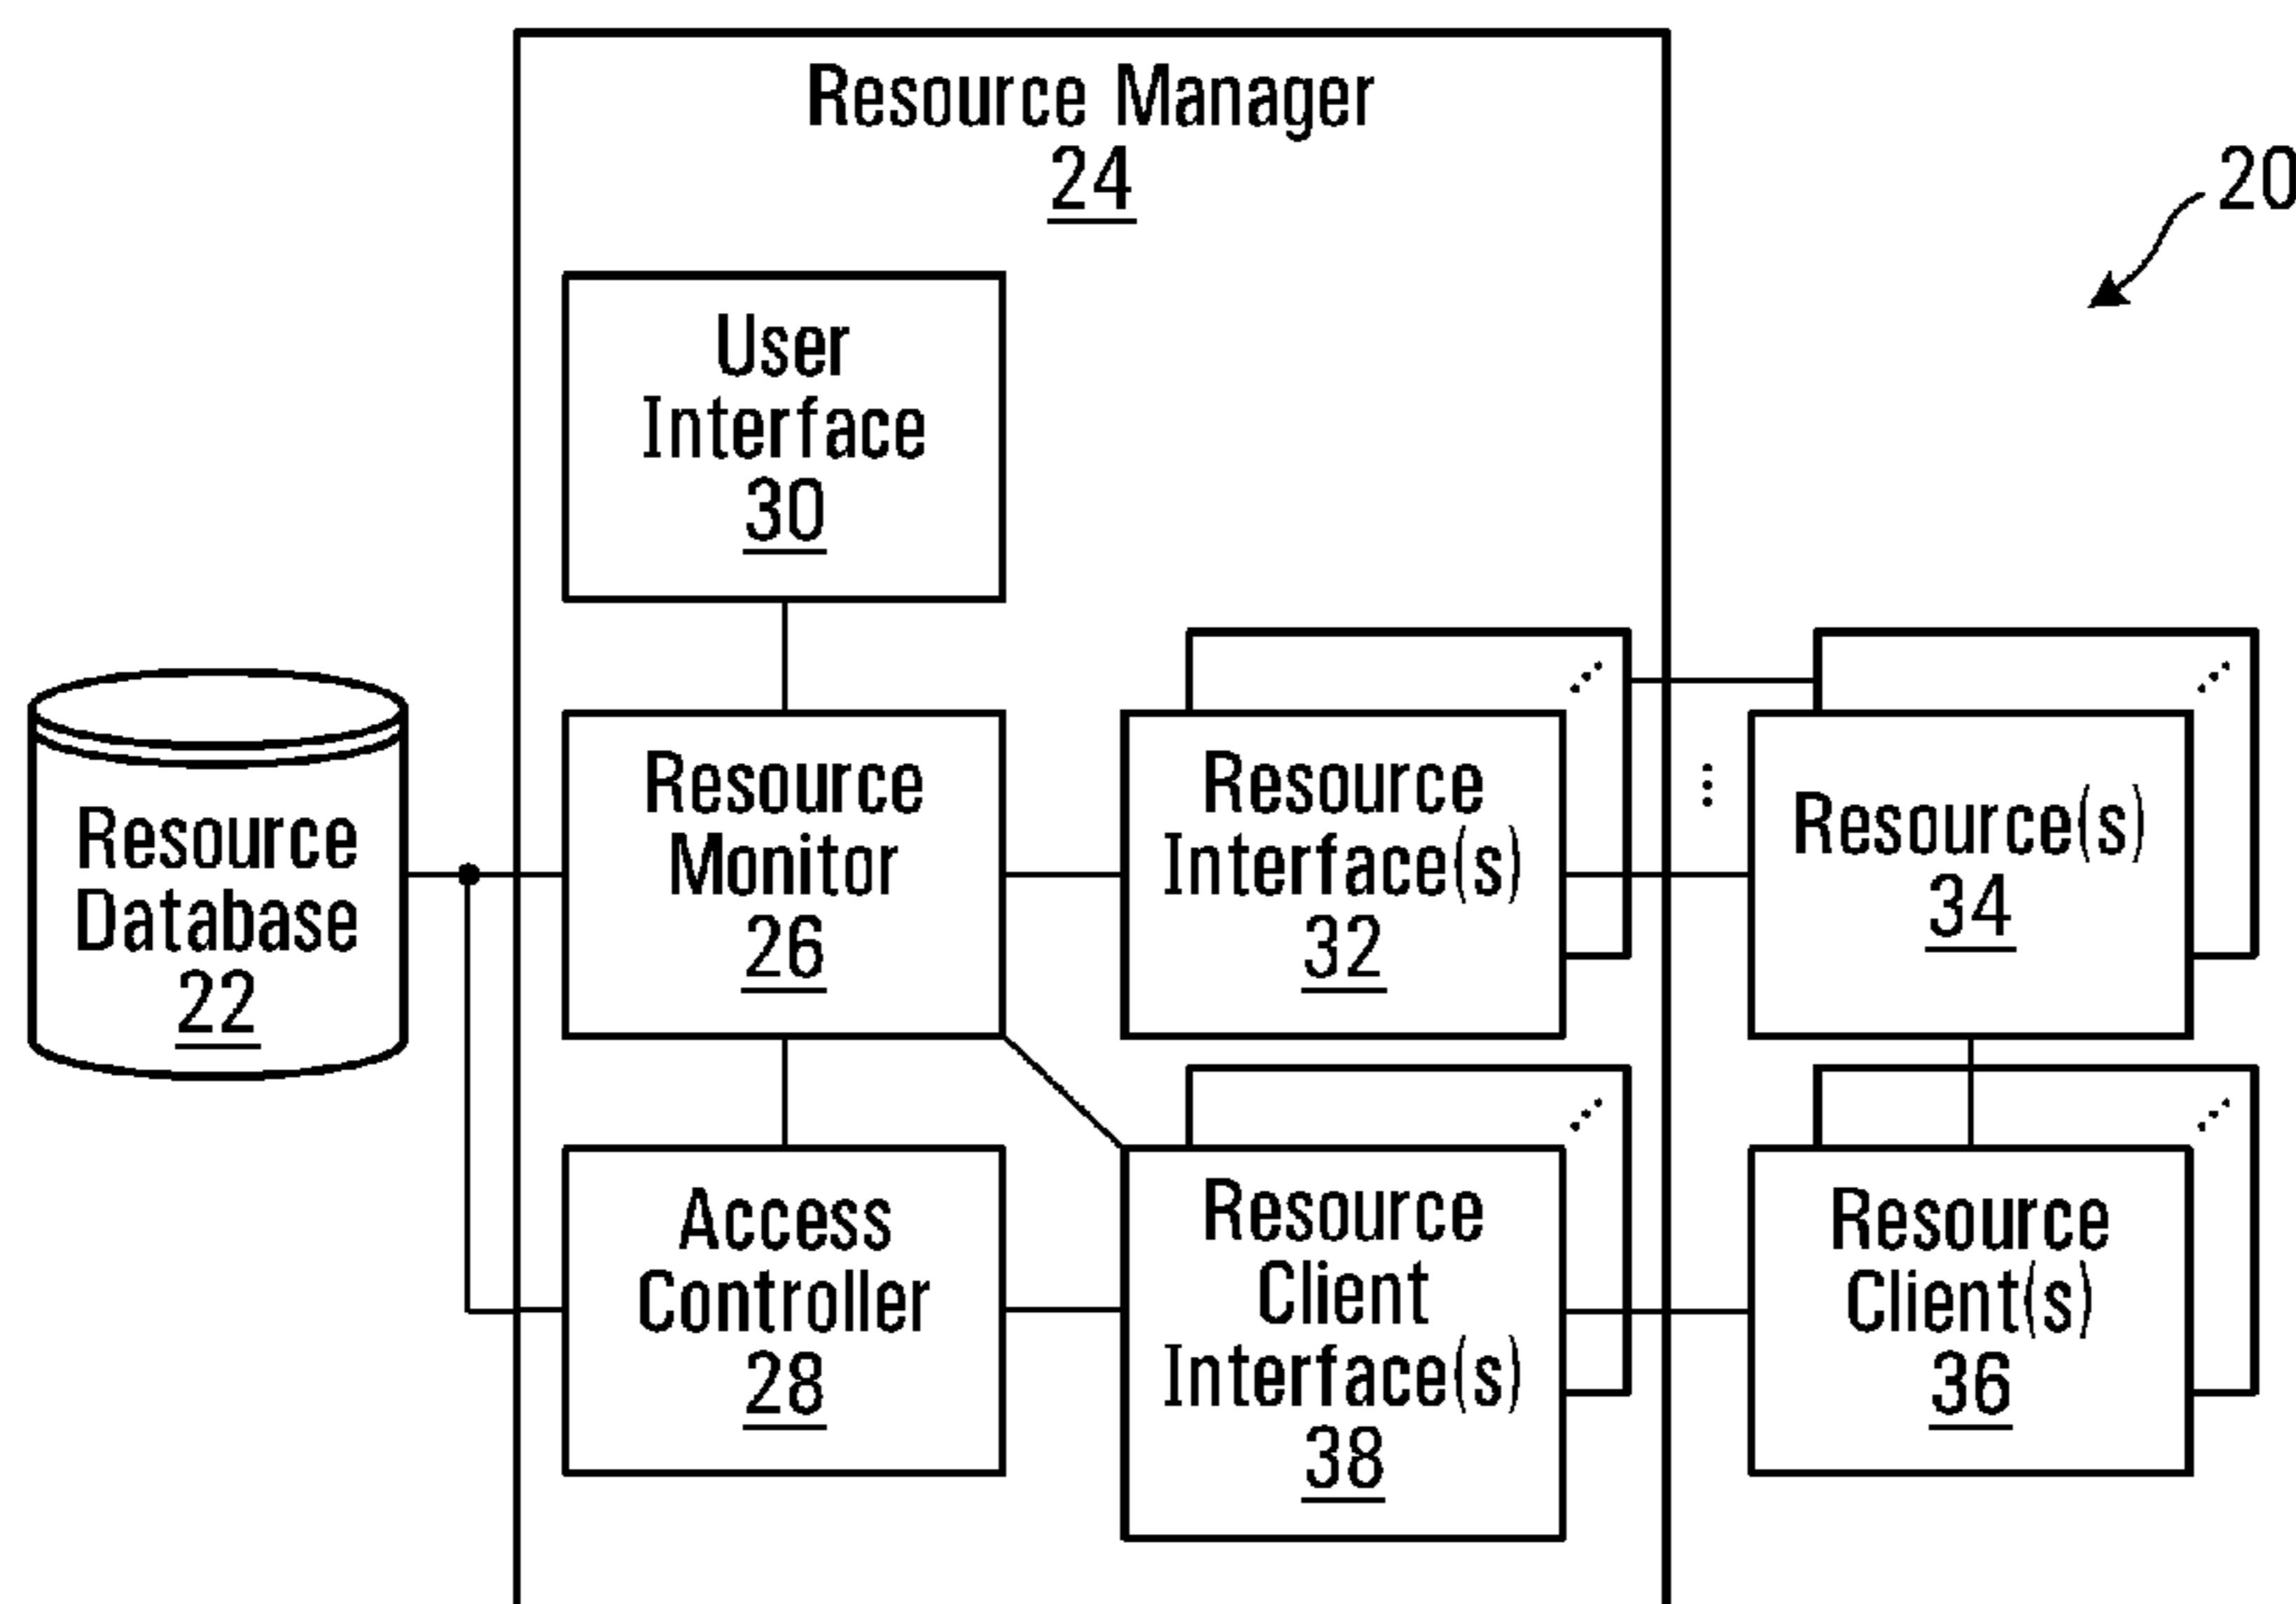 Resource Manager
24
20
User
Interface
30
Resource
Database
22
Resource
Monitor
26
Resource
Interface(s)
32
Resource(s)
34
Access
Controller
28
Resource
Client
Interface(s)
38
Resource
Client(s)
36